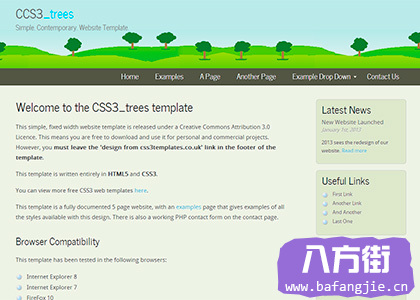 CCS3_trees
Simple. Contemporary. Website Template
Home Examples A Page Another Page Example Drop Down Contact Us
Welcome to the CSS3_trees template
This simple, fixed width website template is released under a Creative Commons Attribution 3.0
Licence. This means you are free to download and use it for personal and commercial projects.
However, you must leave the 'design from css3templates.co.uk' link in the footer of the
template.
This template is written entirely in HTML5 and CSS3.
You can view more free CSS3 web templates here.
This template is a fully documented 5 page website, with an examples page that gives examples of all
the styles available with this design. There is also a working PHP contact form on the contact page.
Browser Compatibility
This template has been tested in the following browsers:
Internet Explorer 8
Internet Explorer 7
FireFox 10
Latest News
New Website Launched
January 1st, 2013
2013 sees the redesign of our
website. Read more
Useful Links
First Link
Another Link
And Another
Last One
八方街
www.bafangjie.cn